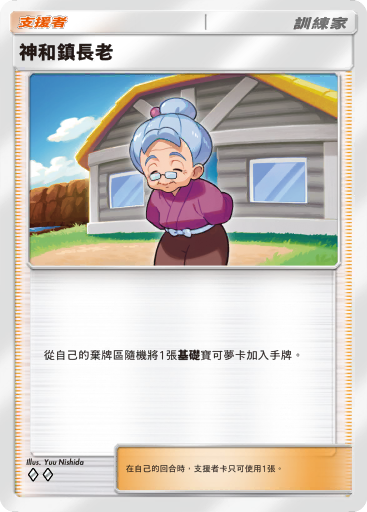 支援者
訓練家
神和鎮長老
從自己的棄牌區隨機將1張基礎寶可夢卡加入手牌。
Illus. Yuu Nishida
在自己的回合時，支援者卡只可使用1張。